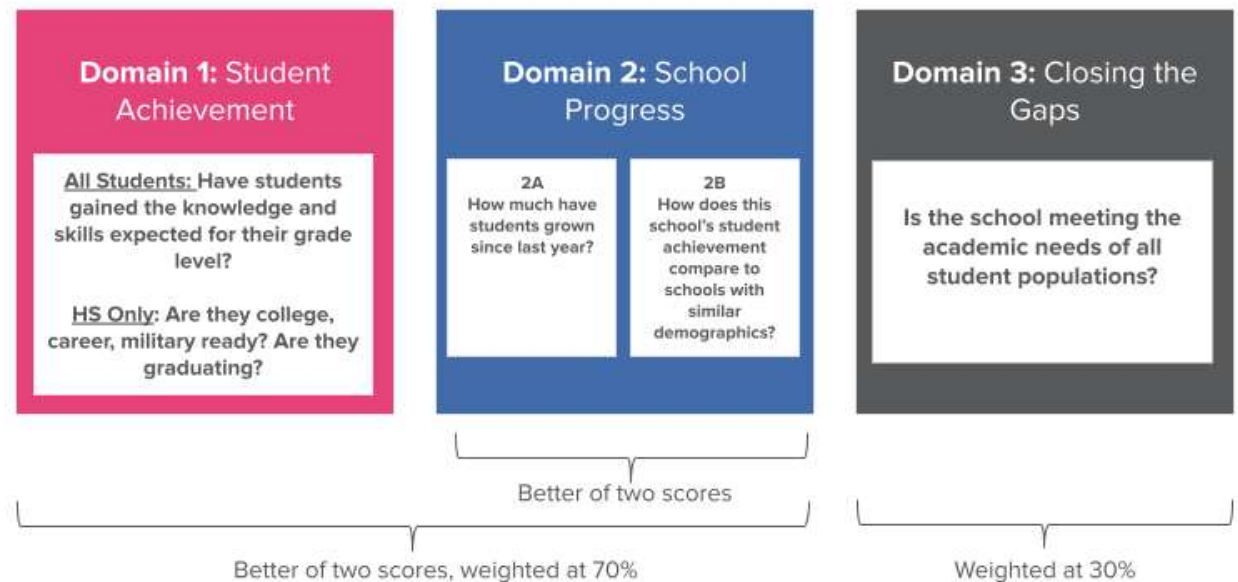 Domain 1: Student
Achievement
All Students: Have students
gained the knowledge and
skills expected for their grade
level?
HS Only: Are they college,
career, military ready? Are they
graduating?
Domain 2: School
Progress
2A
How much have
students grown
since last year?
2B
How does this
school’s student
achievement
compare to
schools with
similar
demographics?
Domain 3: Closing the
Gaps
Is the school meeting the
academic needs of all
student populations?
Better of two scores
Better of two scores, weighted at 70%
Weighted at 30%